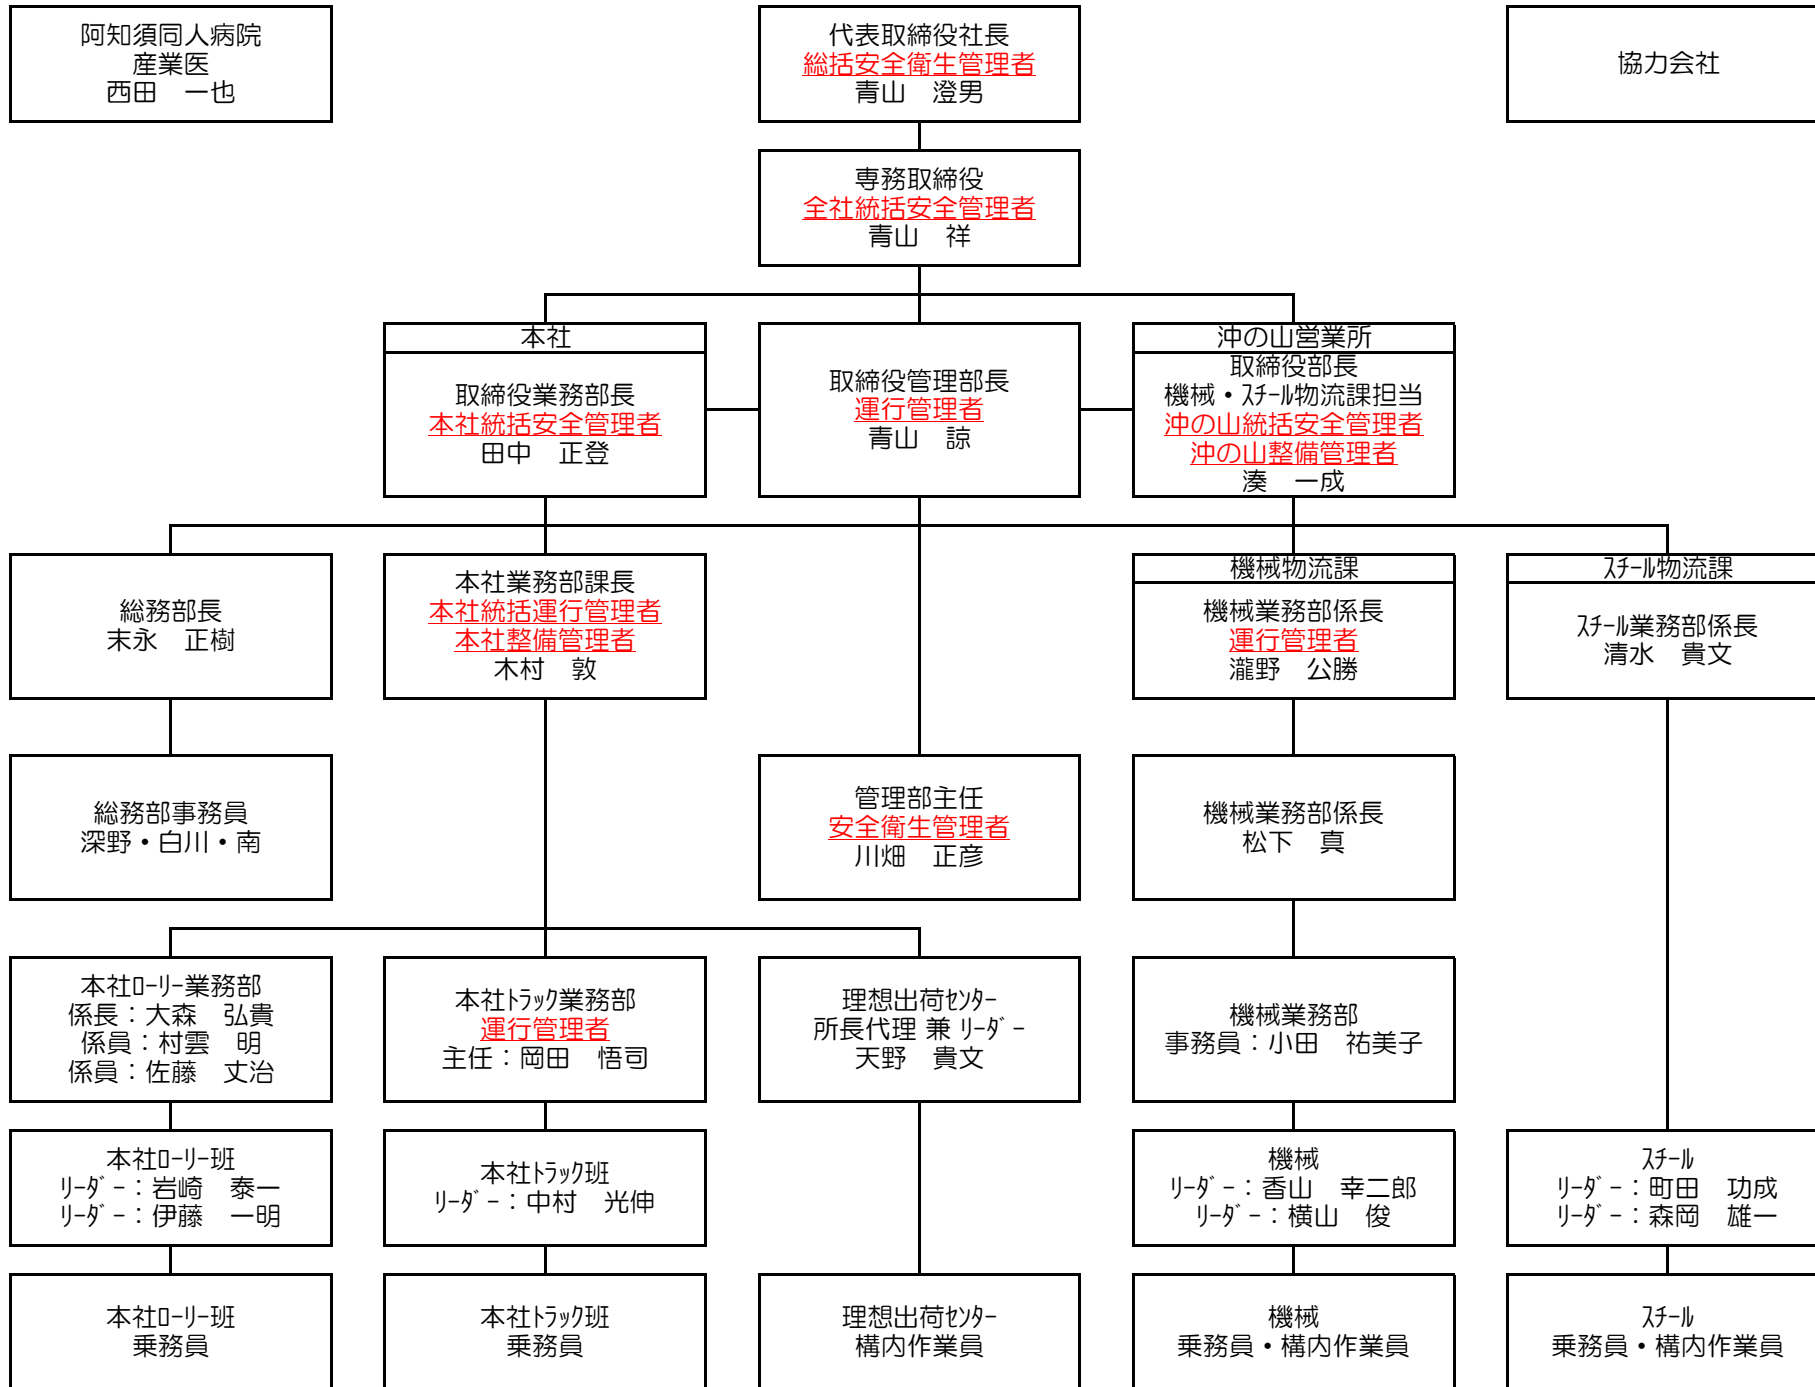 阿知須同人病院
産業医
西田　一也
代表取締役社長
総括安全衛生管理者
青山　澄男
協力会社
専務取締役
全社統括安全管理者
青山　祥
本社
取締役業務部長
本社統括安全管理者
田中　正登
取締役管理部長
運行管理者
青山　諒
沖の山営業所
取締役部長
機械・ｽﾁｰﾙ物流課担当
沖の山統括安全管理者
沖の山整備管理者
湊　一成
総務部長
末永　正樹
本社業務部課長
本社統括運行管理者
本社整備管理者
木村　敦
機械物流課
機械業務部係長
運行管理者
瀧野　公勝
ｽﾁｰﾙ物流課
ｽﾁｰﾙ業務部係長
清水　貴文
総務部事務員
深野・白川・南
管理部主任
安全衛生管理者
川畑　正彦
機械業務部係長
松下　真
本社ﾛｰﾘｰ業務部
係長：大森　弘貴
係員：村雲　明
係員：佐藤　丈治
本社ﾄﾗｯｸ業務部
運行管理者
主任：岡田　悟司
理想出荷ｾﾝﾀｰ
所長代理 兼 ﾘｰﾀﾞｰ
天野　貴文
機械業務部
事務員：小田　祐美子
本社ﾛｰﾘｰ班
ﾘｰﾀﾞｰ：岩崎　泰一
ﾘｰﾀﾞｰ：伊藤　一明
本社ﾄﾗｯｸ班
ﾘｰﾀﾞｰ：中村　光伸
機械
ﾘｰﾀﾞｰ：香山　幸二郎
ﾘｰﾀﾞｰ：横山　俊
ｽﾁｰﾙ
ﾘｰﾀﾞｰ：町田　功成
ﾘｰﾀﾞｰ：森岡　雄一
本社ﾛｰﾘｰ班
乗務員
本社ﾄﾗｯｸ班
乗務員
理想出荷ｾﾝﾀｰ
構内作業員
機械
乗務員・構内作業員
ｽﾁｰﾙ
乗務員・構内作業員